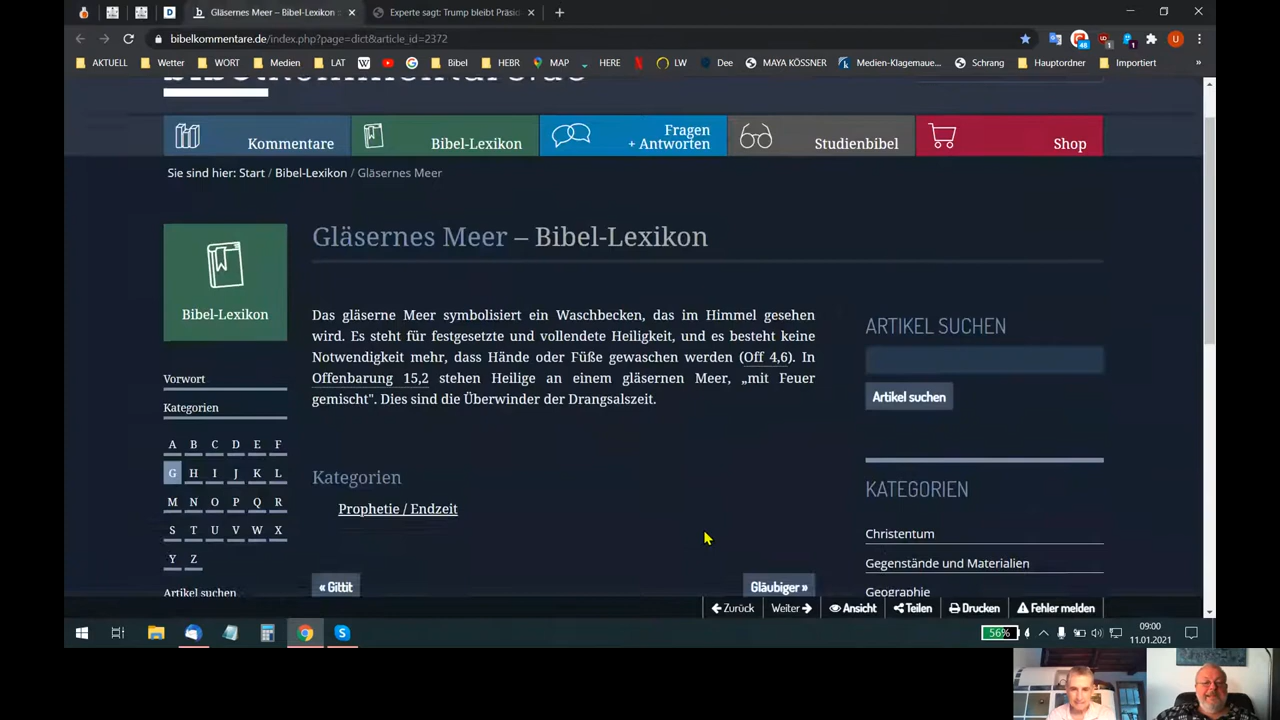 Gläsernes Meer – Bibel-Lexikon
Experte sagt: Trump bleibt Präsid
bibelkommentare.de/index.php?page=dict&article_id=2372
48
1
1
U
AKTUELL
Wetter
WORT
Medien
LAT
Bibel
HEBR
MAP
HERE
LW
Dee
MAYA KÖSSNER
Medien-Klagemaue...
Schrang
Hauptordner
Importiert
»
Kommentare
Bibel-Lexikon
Fragen
+ Antworten
Studienbibel
Shop
Sie sind hier: Start / Bibel-Lexikon / Gläsernes Meer
Bibel-Lexikon
Vorwort
Kategorien
A B C D E F
G H I J K L
M N O P Q R
S T U V W X
Y Z
Artikel suchen
Gläsernes Meer – Bibel-Lexikon
Das gläserne Meer symbolisiert ein Waschbecken, das im Himmel gesehen
wird. Es steht für festgesetzte und vollendete Heiligkeit, und es besteht keine
Notwendigkeit mehr, dass Hände oder Füße gewaschen werden (Off 4,6). In
Offenbarung 15,2 stehen Heilige an einem gläsernen Meer, „mit Feuer
gemischt". Dies sind die Überwinder der Drangsalszeit.
Kategorien
Prophetie / Endzeit
« Gittit
Gläubiger »
ARTIKEL SUCHEN
Artikel suchen
KATEGORIEN
Christentum
Gegenstände und Materialien
Geographie
Zurück
Weiter
Ansicht
Teilen
Drucken
Fehler melden
56%
09:00
11.01.2021